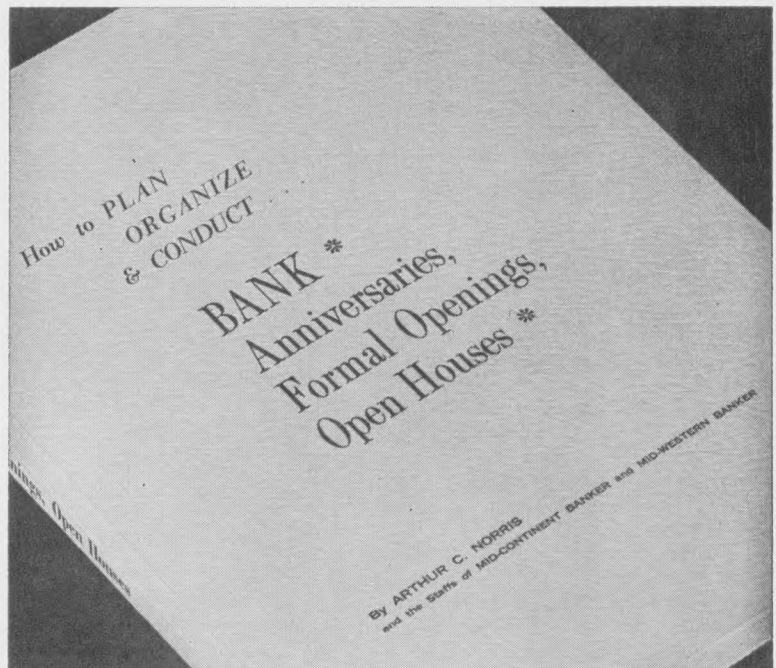 How to PLAN
ORGANIZE
& CONDUCT . . .
BANK *
Anniversaries,
Formal Openings,
Open Houses *
By ARTHUR C. NORRIS
and the Staffs of MID-CONTINENT BANKER and MID-WESTERN BANKER
Open Houses